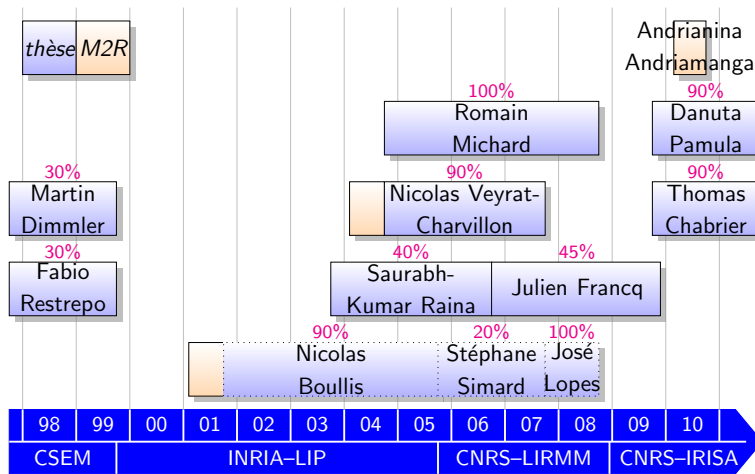 thèse M2R
Andrianina
Andriamanga
100%
Romain
Michard
90%
Danuta
Pamula
30%
Martin
Dimmler
90%
Nicolas Veyrat-
Charvillon
90%
Thomas
Chabrier
30%
Fabio
Restrepo
40%
Saurabh-
Kumar Raina
45%
Julien Francq
90%
Nicolas
Boullis
20%
Stéphane
Simard
100%
José
Lopes
98 99 00 01 02 03 04 05 06 07 08 09 10
CSEM INRIA–LIP CNRS–LIRMM CNRS–IRISA